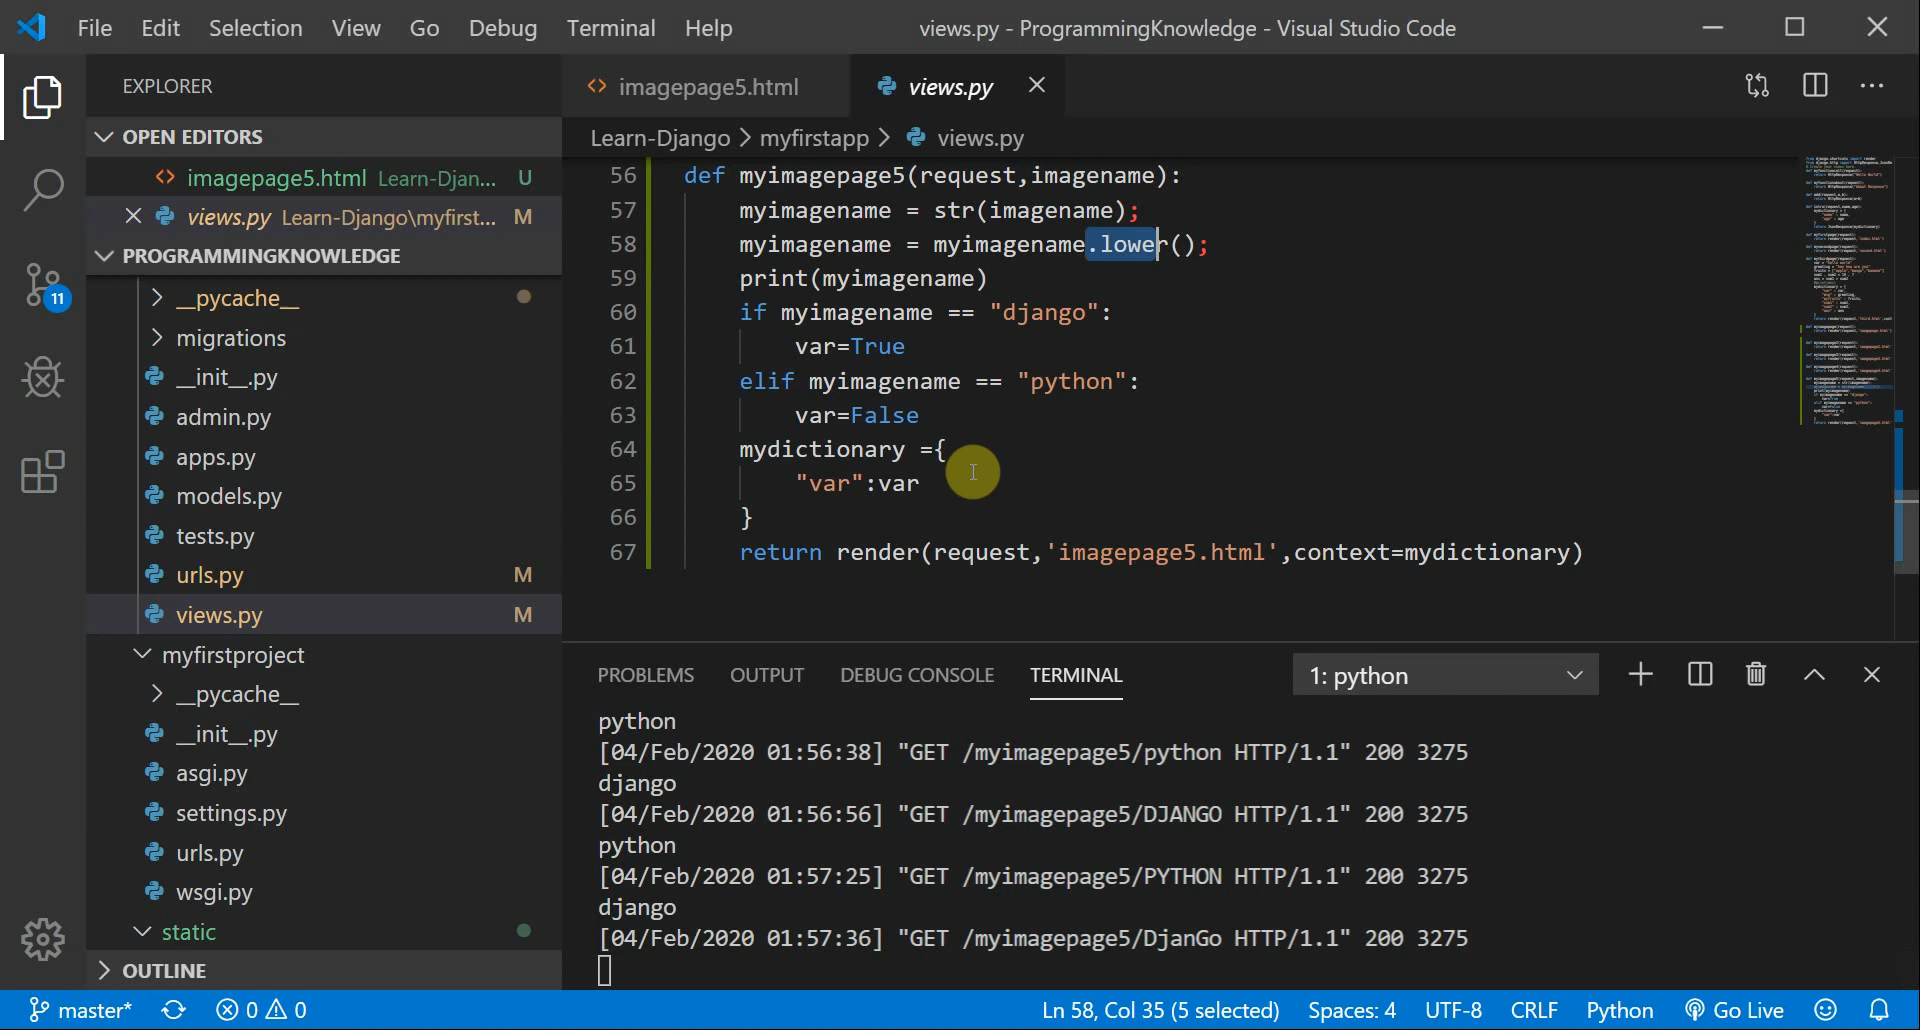 File Edit Selection View Go Debug Terminal Help
views.py - ProgrammingKnowledge - Visual Studio Code
EXPLORER
OPEN EDITORS
imagepage5.html Learn-Djan... U
views.py Learn-Django\myfirst... M
PROGRAMMINGKNOWLEDGE
__pycache__
migrations
__init__.py
admin.py
apps.py
models.py
tests.py
urls.py M
views.py M
myfirstproject
__pycache__
__init__.py
asgi.py
settings.py
urls.py
wsgi.py
static
OUTLINE
11
imagepage5.html
views.py
Learn-Django > myfirstapp > views.py
56 def myimagepage5(request,imagename):
57 myimagename = str(imagename);
58 myimagename = myimagename.lower();
59 print(myimagename)
60 if myimagename == "django":
61 var=True
62 elif myimagename == "python":
63 var=False
64 mydictionary ={
65 "var":var
66 }
67 return render(request,'imagepage5.html',context=mydictionary)
PROBLEMS OUTPUT DEBUG CONSOLE TERMINAL
1: python
python
[04/Feb/2020 01:56:38] "GET /myimagepage5/python HTTP/1.1" 200 3275
django
[04/Feb/2020 01:56:56] "GET /myimagepage5/DJANGO HTTP/1.1" 200 3275
python
[04/Feb/2020 01:57:25] "GET /myimagepage5/PYTHON HTTP/1.1" 200 3275
django
[04/Feb/2020 01:57:36] "GET /myimagepage5/DjanGo HTTP/1.1" 200 3275
master* 0 0
Ln 58, Col 35 (5 selected) Spaces: 4 UTF-8 CRLF Python Go Live